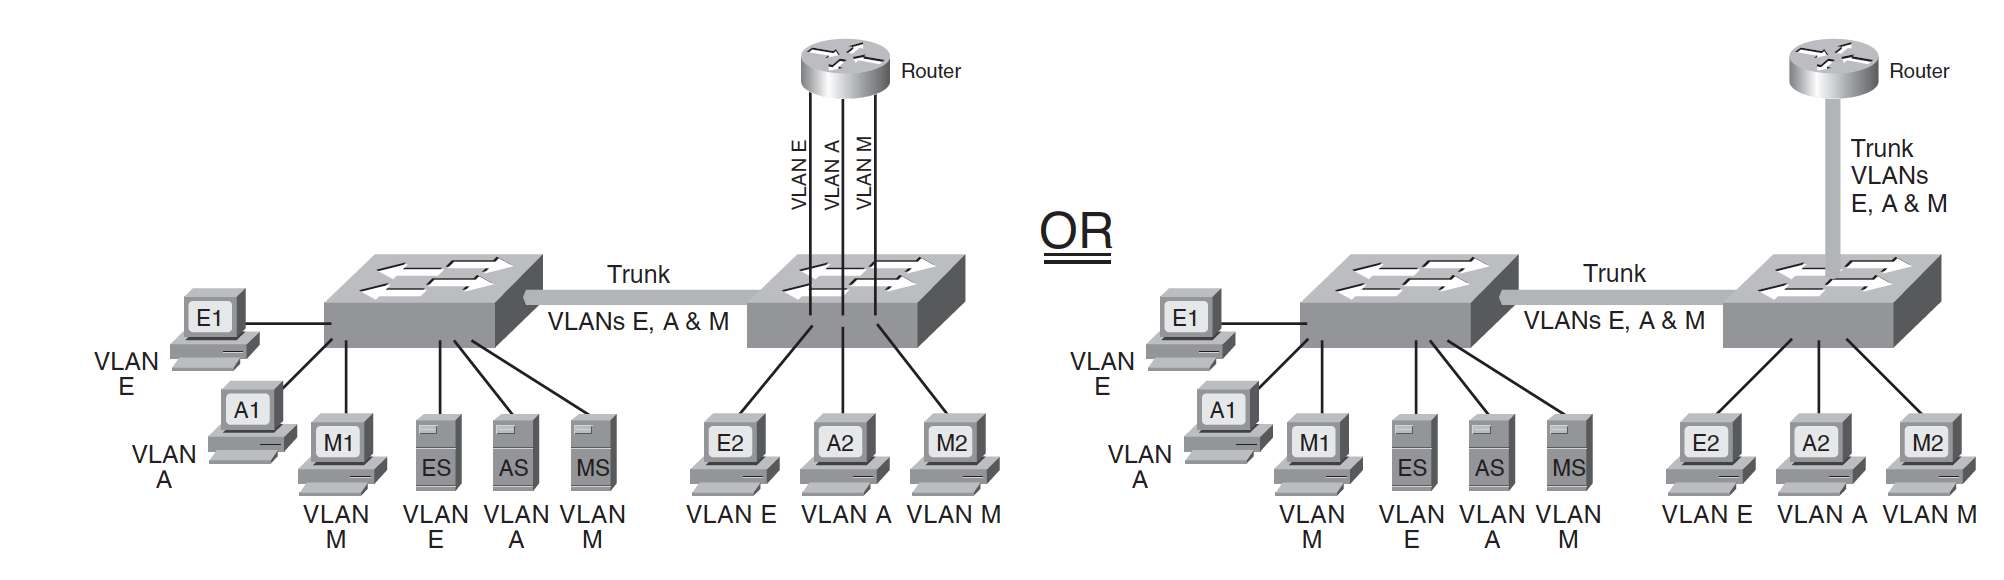 Router
VLAN E
VLAN A
VLAN M
Trunk
VLANs E, A & M
E1
VLAN
E
A1
VLAN
A
M1
VLAN
M
ES
VLAN
E
AS
VLAN
A
MS
VLAN
M
E2
VLAN E
A2
VLAN A
M2
VLAN M
OR
Router
Trunk
VLANs
E, A & M
Trunk
VLANs E, A & M
E1
VLAN
E
A1
VLAN
A
M1
VLAN
M
ES
VLAN
E
AS
VLAN
A
MS
VLAN
M
E2
VLAN E
A2
VLAN A
M2
VLAN M